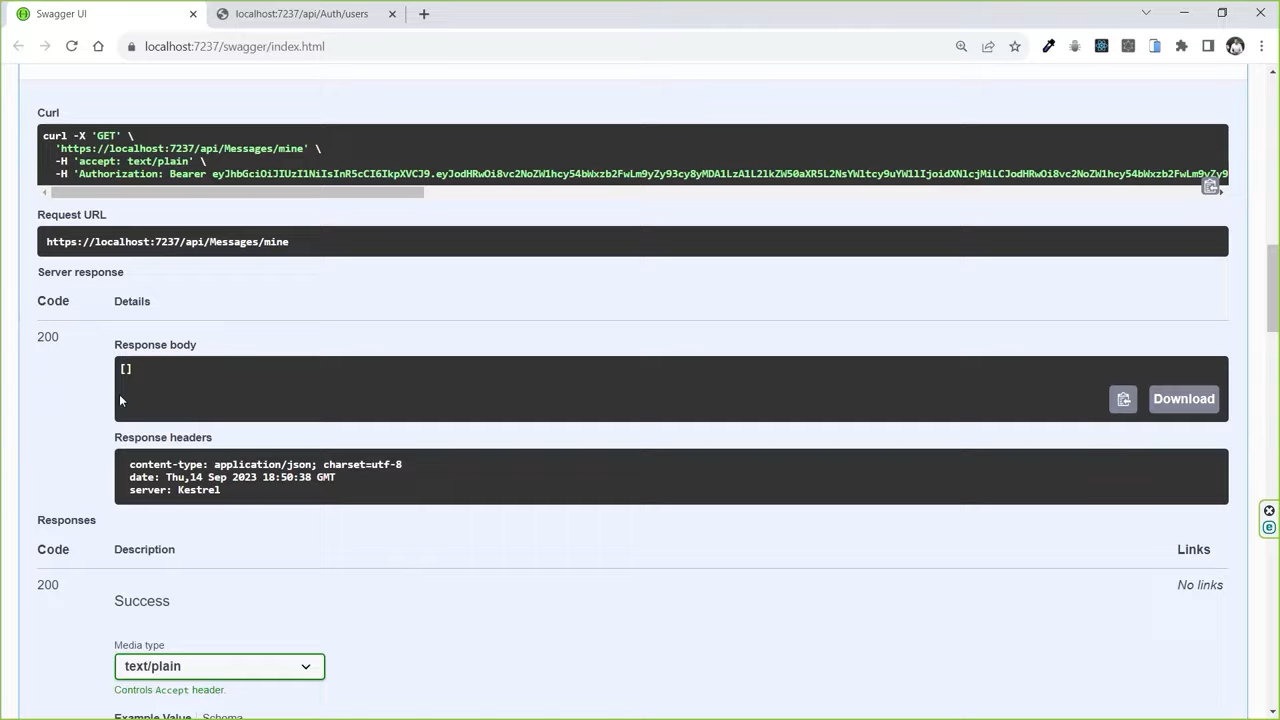 Swagger UI
localhost:7237/api/Auth/users
localhost:7237/swagger/index.html
Curl
curl -X 'GET' \
'https://localhost:7237/api/Messages/mine' \
-H 'accept: text/plain' \
-H 'Authorization: Bearer
Request URL
https://localhost:7237/api/Messages/mine
Server response
Code Details
200
Response body
[]
Download
Response headers
content-type: application/json; charset=utf-8
date: Thu,14 Sep 2023 18:50:38 GMT
server: Kestrel
Responses
Code Description Links
200 No links
Success
Media type
text/plain
Controls Accept header.
Example Value Schema